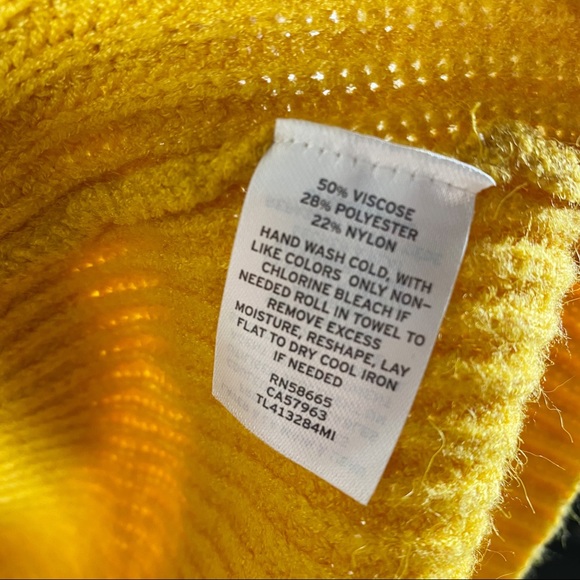 50% VISCOSE
28% POLYESTER
22% NYLON
HAND WASH COLD, WITH
LIKE COLORS ONLY NON-
CHLORINE BLEACH IF
NEEDED ROLL IN TOWEL TO
REMOVE EXCESS
MOISTURE, RESHAPE, LAY
FLAT TO DRY COOL IRON
IF NEEDED
RN58665
CA57963
TL413284MI